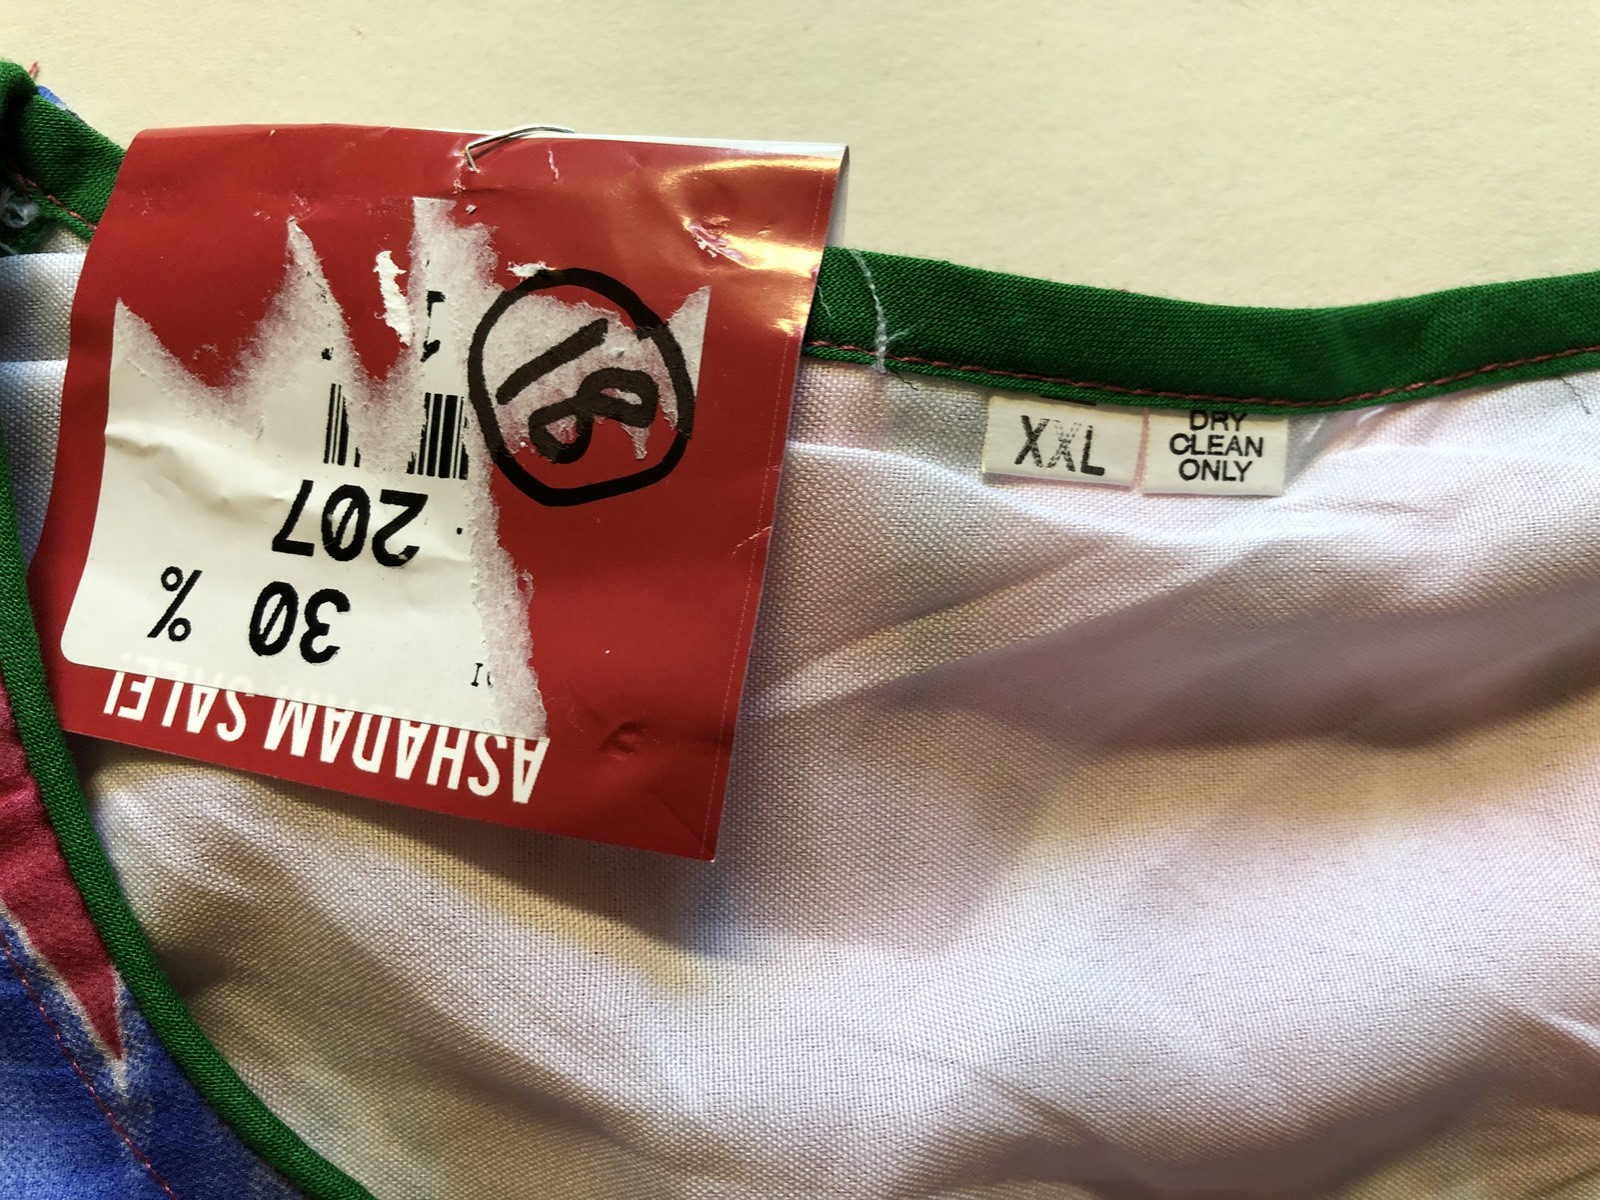 ASHADAM SALE!
30 %
207
18
XXL
DRY
CLEAN
ONLY